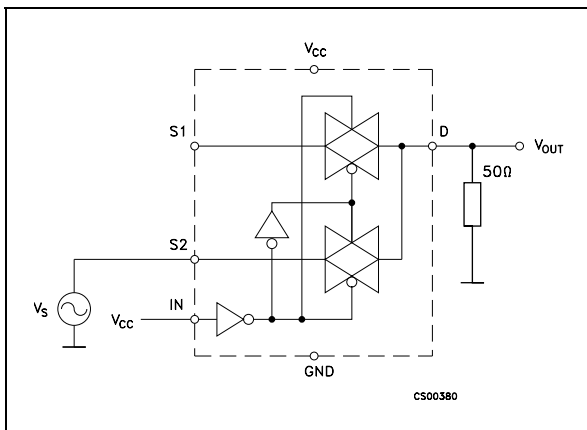 V_CC
S1
D
V_OUT
50Ω
S2
IN
V_S
V_CC
GND
CS00380